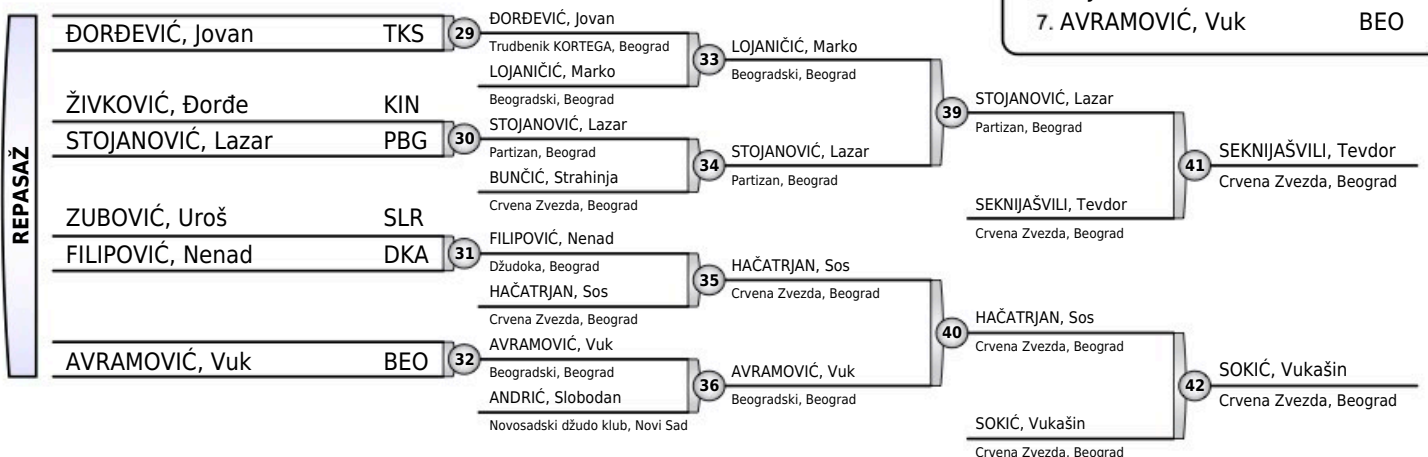 REPASAŽ
7. AVRAMOVIĆ, Vuk BEO
ĐORĐEVIĆ, Jovan TKS
ŽIVKOVIĆ, Đorđe KIN
STOJANOVIĆ, Lazar PBG
ZUBOVIĆ, Uroš SLR
FILIPOVIĆ, Nenad DKA
AVRAMOVIĆ, Vuk BEO
29
30
31
32
ĐORĐEVIĆ, Jovan
Trudbenik KORTEGA, Beograd
LOJANIČIĆ, Marko
Beogradski, Beograd
STOJANOVIĆ, Lazar
Partizan, Beograd
BUNČIĆ, Strahinja
Crvena Zvezda, Beograd
FILIPOVIĆ, Nenad
Džudoka, Beograd
HAČATRJAN, Sos
Crvena Zvezda, Beograd
AVRAMOVIĆ, Vuk
Beogradski, Beograd
ANDRIĆ, Slobodan
Novosadski džudo klub, Novi Sad
33
34
35
36
LOJANIČIĆ, Marko
Beogradski, Beograd
STOJANOVIĆ, Lazar
Partizan, Beograd
HAČATRJAN, Sos
Crvena Zvezda, Beograd
AVRAMOVIĆ, Vuk
Beogradski, Beograd
39
40
STOJANOVIĆ, Lazar
Partizan, Beograd
SEKNIJAŠVILI, Tevdor
Crvena Zvezda, Beograd
HAČATRJAN, Sos
Crvena Zvezda, Beograd
SOKIĆ, Vukašin
Crvena Zvezda, Beograd
41
42
SEKNIJAŠVILI, Tevdor
Crvena Zvezda, Beograd
SOKIĆ, Vukašin
Crvena Zvezda, Beograd